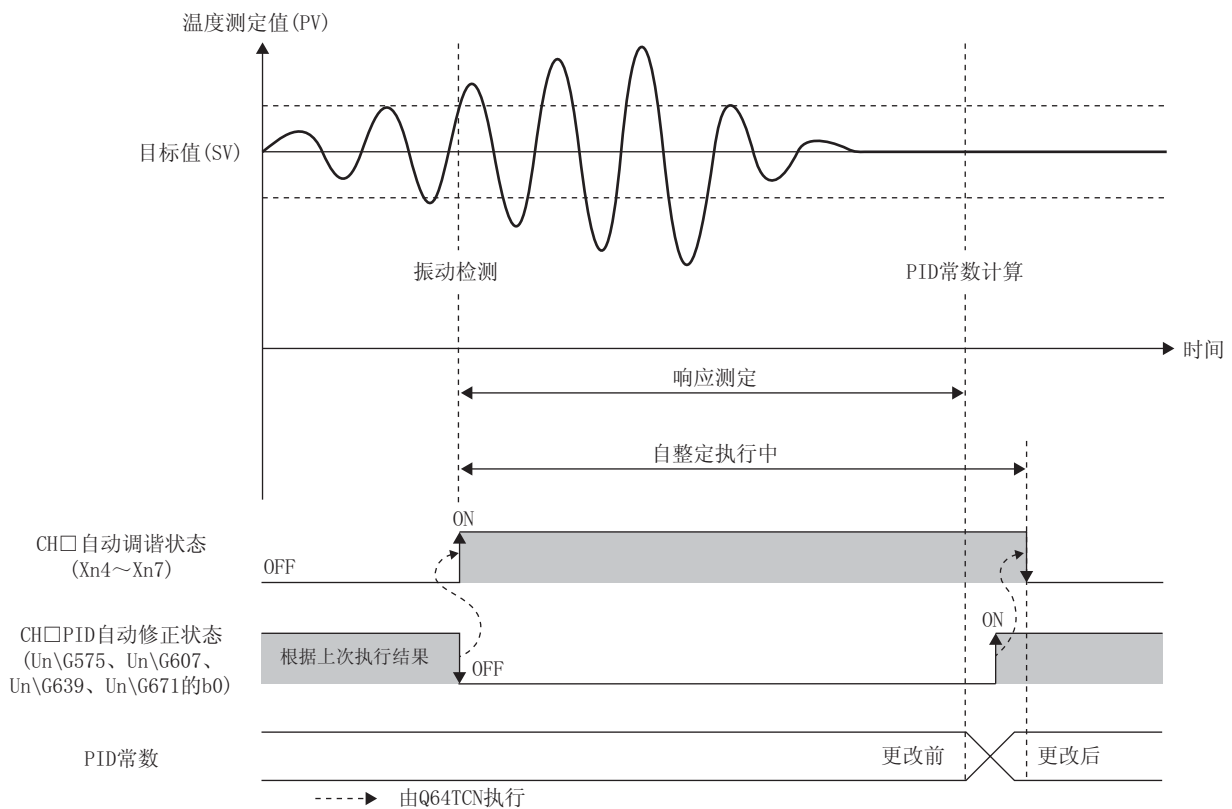 温度测定值(PV)
目标值(SV)
振动检测
PID常数计算
时间
响应测定
自整定执行中
ON
CH□自动调谐状态
(Xn4～Xn7)
OFF
CH□PID自动修正状态
(Un\G575、Un\G607、
Un\G639、Un\G671的b0)
根据上次执行结果
OFF
ON
PID常数
更改前
更改后
由Q64TCN执行